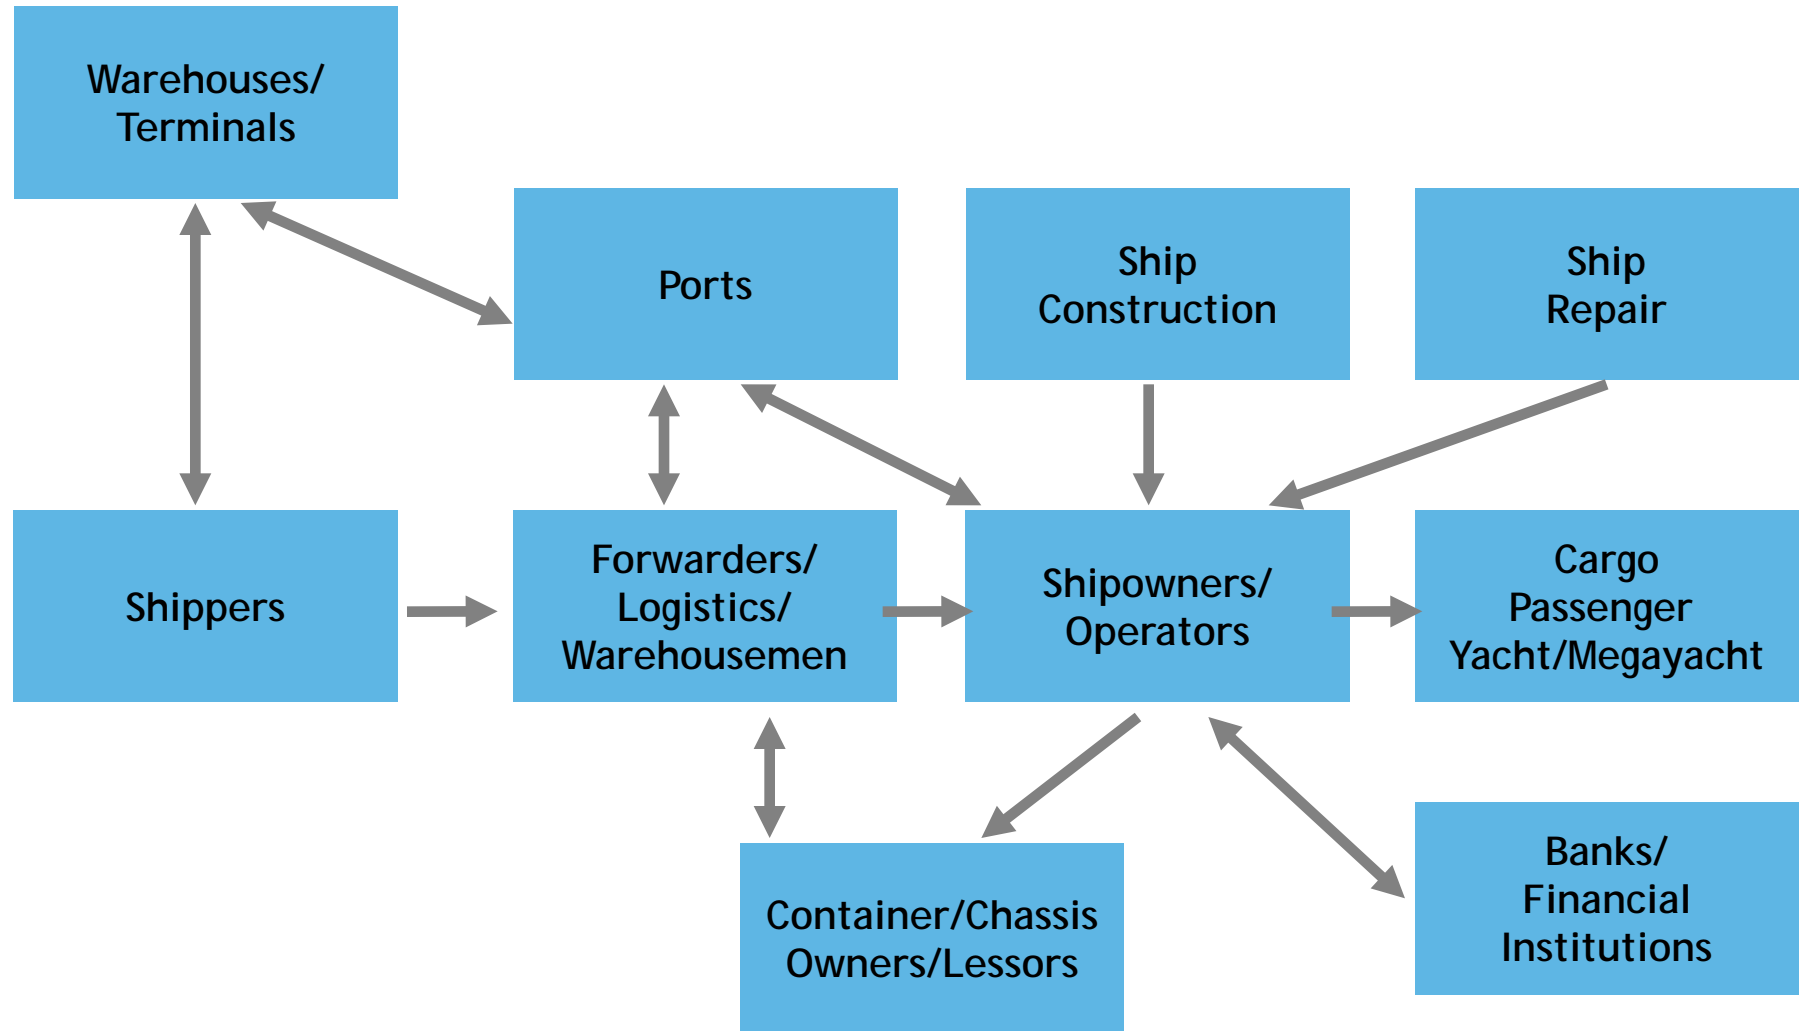 Warehouses/
Terminals
Ports
Ship
Construction
Ship
Repair
Shippers
Forwarders/
Logistics/
Warehousemen
Shipowners/
Operators
Cargo
Passenger
Yacht/Megayacht
Container/Chassis
Owners/Lessors
Banks/
Financial
Institutions